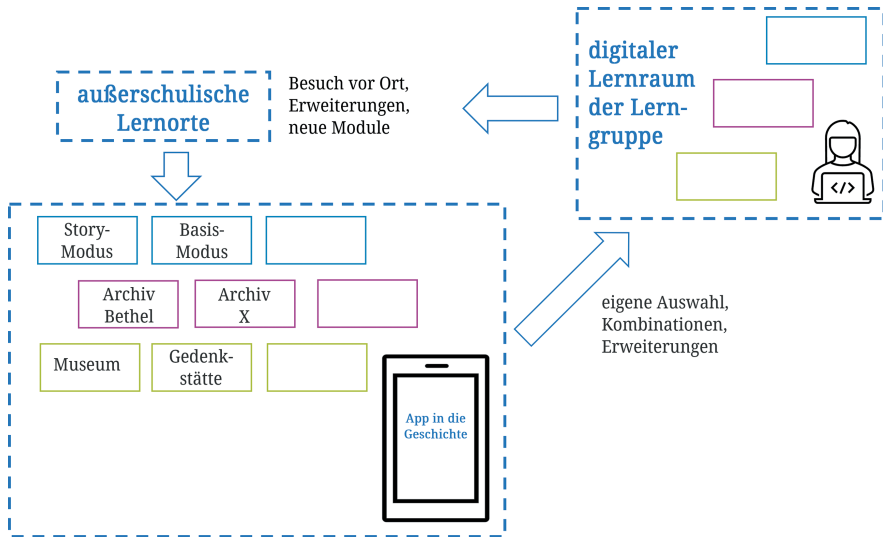 außerschulische
Lernorte
Besuch vor Ort,
Erweiterungen,
neue Module
digitaler
Lernraum
der Lern-
gruppe
</>
Story-
Modus
Basis-
Modus
Archiv
Bethel
Archiv
X
Museum
Gedenk-
stätte
App in die
Geschichte
eigene Auswahl,
Kombinationen,
Erweiterungen